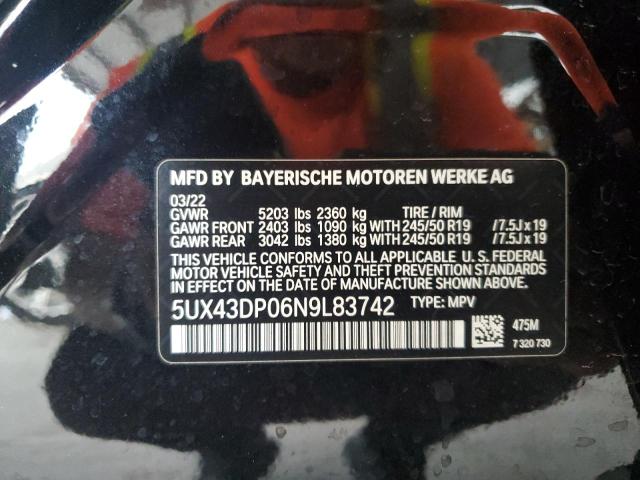 MFD BY BAYERISCHE MOTOREN WERKE AG
03/22
GVWR 5203 lbs 2360 kg TIRE / RIM
GAWR FRONT 2403 lbs 1090 kg WITH 245/50 R19 /7.5J x 19
GAWR REAR 3042 lbs 1380 kg WITH 245/50 R19 /7.5J x 19
THIS VEHICLE CONFORMS TO ALL APPLICABLE U. S. FEDERAL
MOTOR VEHICLE SAFETY AND THEFT PREVENTION STANDARDS
IN EFFECT ON THE DATE OF MANUFACTURE SHOWN ABOVE.
5UX43DP06N9L83742 TYPE: MPV
475M
7 320 730